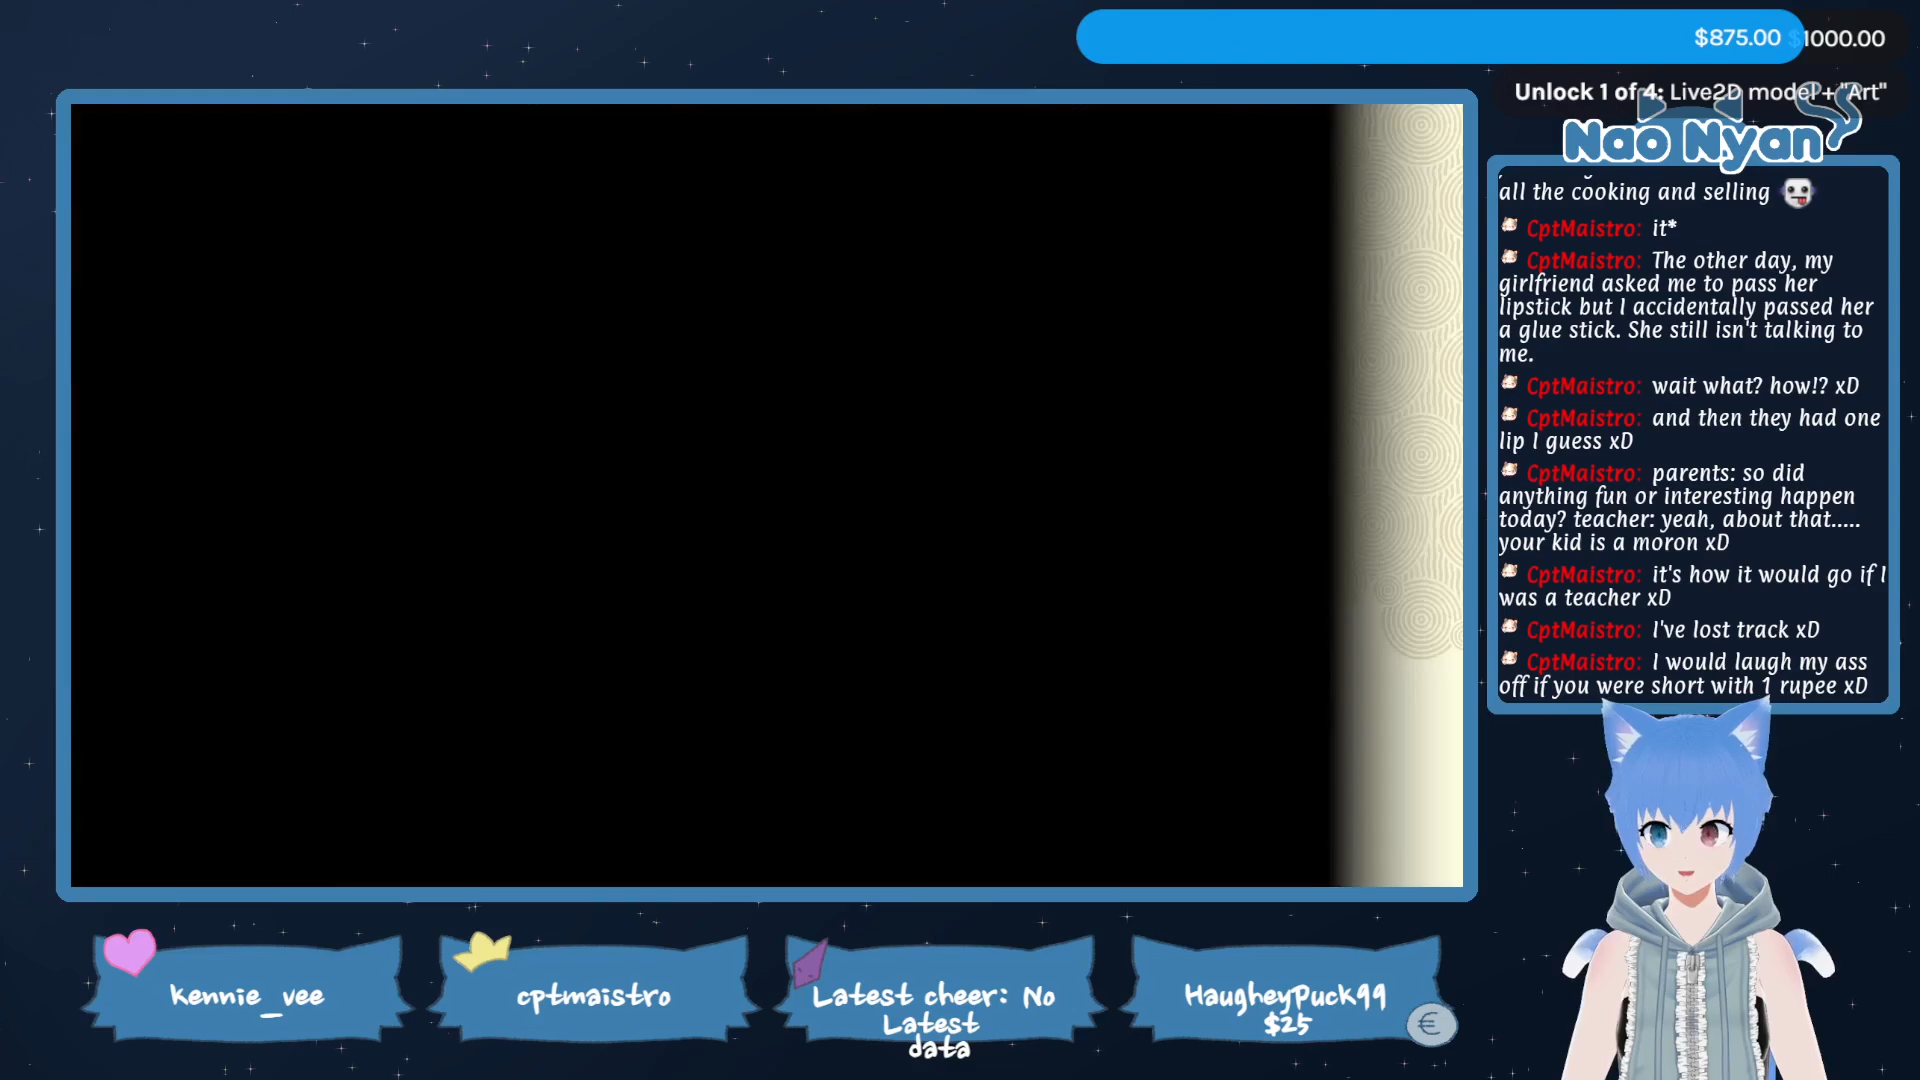 $875.00 $1000.00
Unlock 1 of 4: Live2D model + "Art"
Nao Nyan
all the cooking and selling
CptMaistro: it*
CptMaistro: The other day, my
girlfriend asked me to pass her
lipstick but I accidentally passed her
a glue stick. She still isn't talking to
me.
CptMaistro: wait what? how!? xD
CptMaistro: and then they had one
lip I guess xD
CptMaistro: parents: so did
anything fun or interesting happen
today? teacher: yeah, about that.....
your kid is a moron xD
CptMaistro: it's how it would go if I
was a teacher xD
CptMaistro: I've lost track xD
CptMaistro: I would laugh my ass
off if you were short with 1 rupee xD
Kennie_vee
cptmaistro
Latest cheer: No
Latest
data
HaugheyPuck99
$25
€